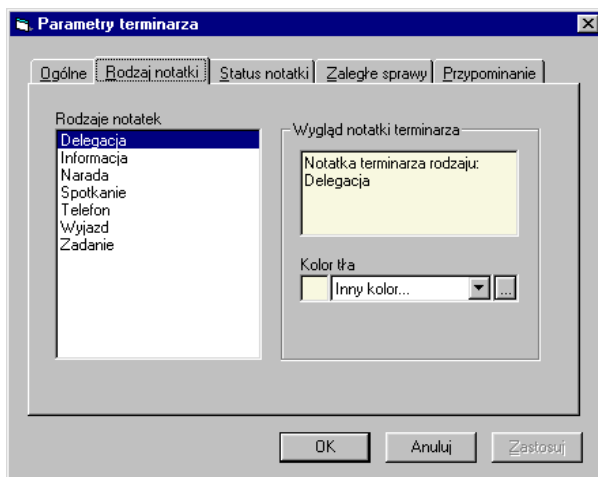 Parametry terminarza
Ogólne Rodzaj notatki Status notatki Zaległe sprawy Przypominanie
Rodzaje notatek
Delegacja
Informacja
Narada
Spotkanie
Telefon
Wyjazd
Zadanie
Wygląd notatki terminarza
Notatka terminarza rodzaju:
Delegacja
Kolor tła
Inny kolor...
...
OK Anuluj Zastosuj